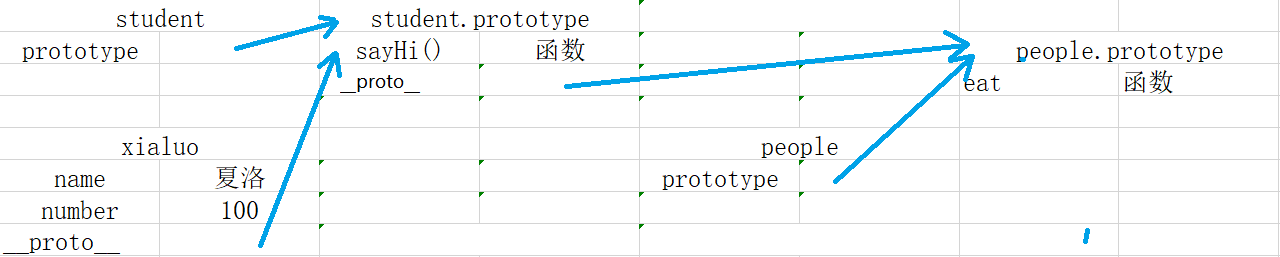 student student.prototype
prototype sayHi() 函数 people.prototype
_proto_ eat 函数
xialuo people
name 夏洛 prototype
number 100
__proto__